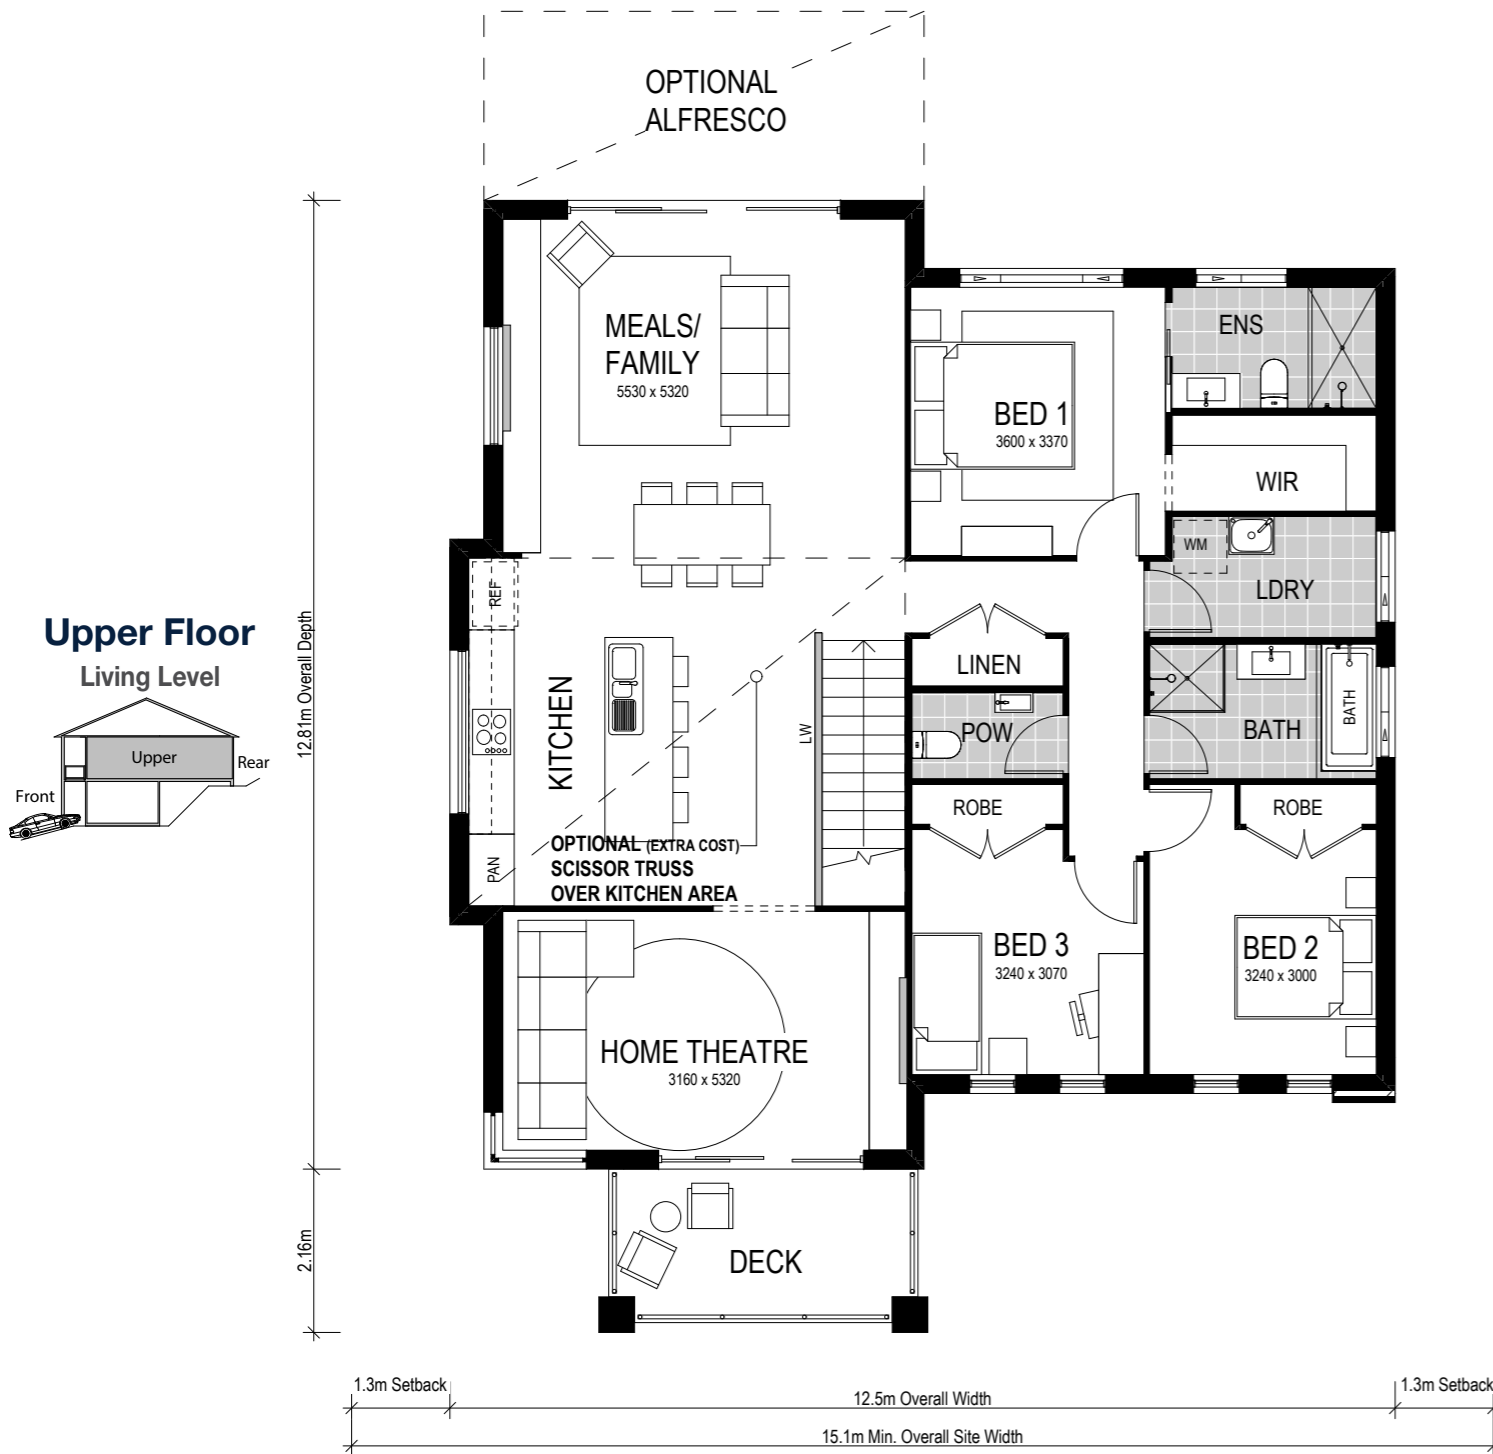 OPTIONAL
ALFRESCO
MEALS/
FAMILY
5530 x 5320
BED 1
3600 x 3370
ENS
WIR
WM
LDRY
REF
LINEN
KITCHEN
LW
POW
BATH
BATH
ROBE
ROBE
PAN
OPTIONAL (EXTRA COST)
SCISSOR TRUSS
OVER KITCHEN AREA
BED 3
3240 x 3070
BED 2
3240 x 3000
HOME THEATRE
3160 x 5320
DECK
Upper Floor
Living Level
Upper
Rear
Front
12.81m Overall Depth
2.16m
1.3m Setback
12.5m Overall Width
1.3m Setback
15.1m Min. Overall Site Width